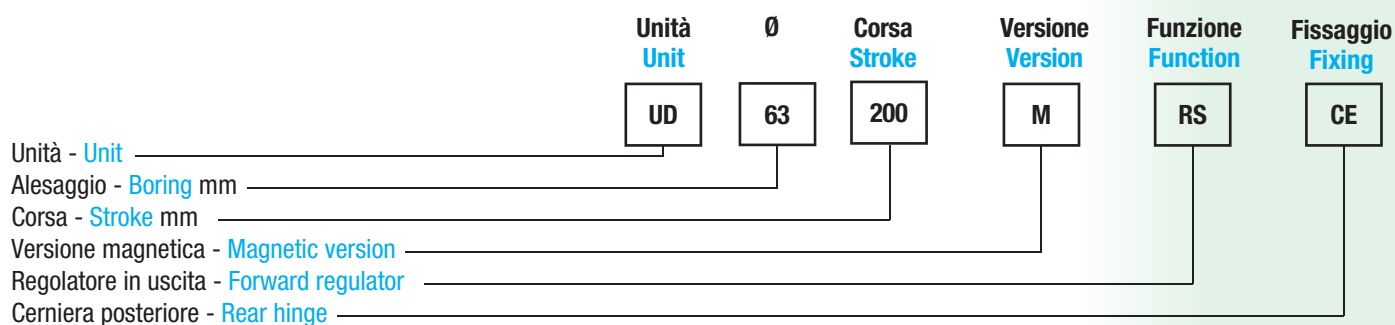 Unità Ø Corsa Versione Funzione Fissaggio
Unit Stroke Version Function Fixing
UD 63 200 M RS CE
Unità - Unit
Alesaggio - Boring mm
Corsa - Stroke mm
Versione magnetica - Magnetic version
Regolatore in uscita - Forward regulator
Cerniera posteriore - Rear hinge